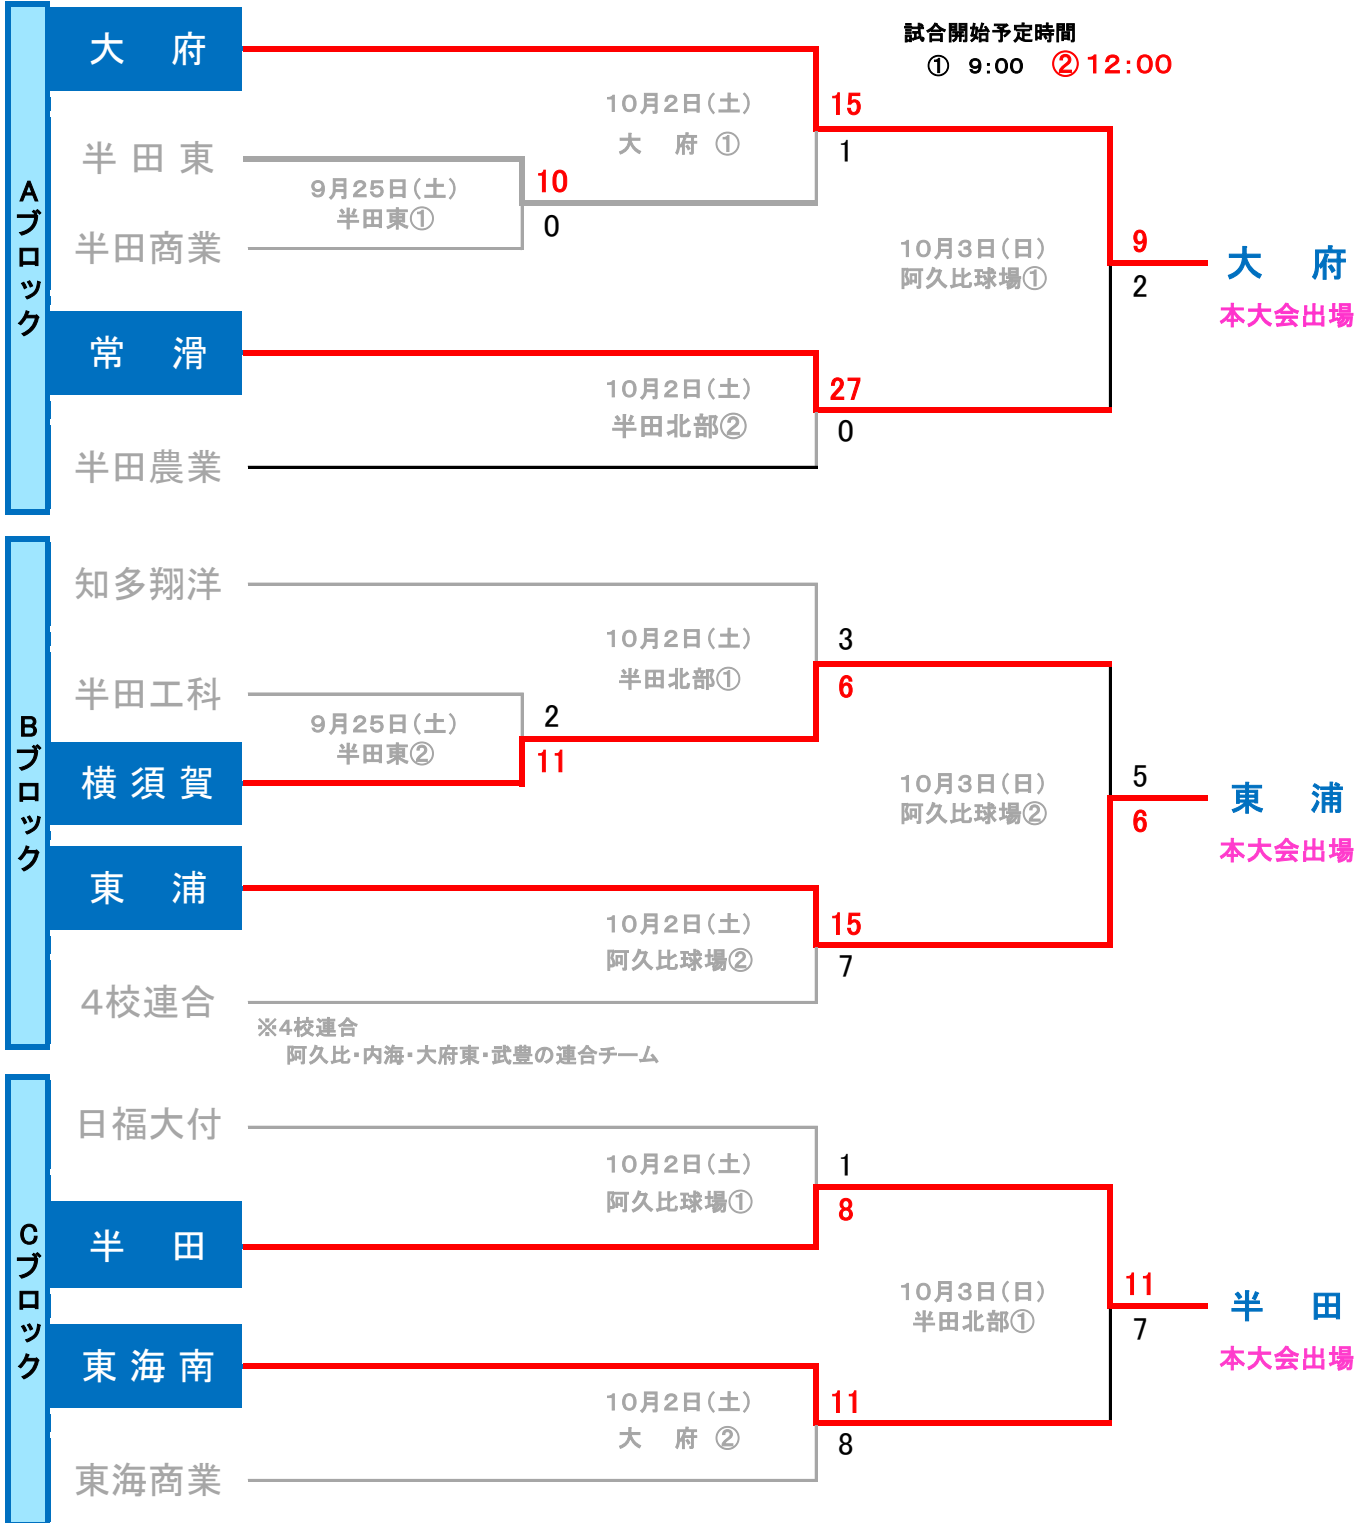 試合開始予定時間
① 9:00 ② 12:00
Aブロック
大 府
10月2日(土)
大 府 ①
15
1
半田東
9月25日(土)
半田東①
10
0
半田商業
10月3日(日)
阿久比球場①
9
2
大 府
本大会出場
常 滑
10月2日(土)
半田北部②
27
0
半田農業
Bブロック
知多翔洋
10月2日(土)
半田北部①
3
6
半田工科
9月25日(土)
半田東②
2
11
横須賀
10月3日(日)
阿久比球場②
5
6
東 浦
本大会出場
東 浦
10月2日(土)
阿久比球場②
15
7
4校連合
※4校連合
阿久比・内海・大府東・武豊の連合チーム
Cブロック
日福大付
10月2日(土)
阿久比球場①
1
8
半 田
10月3日(日)
半田北部①
11
7
半 田
本大会出場
東海南
10月2日(土)
大 府 ②
11
8
東海商業